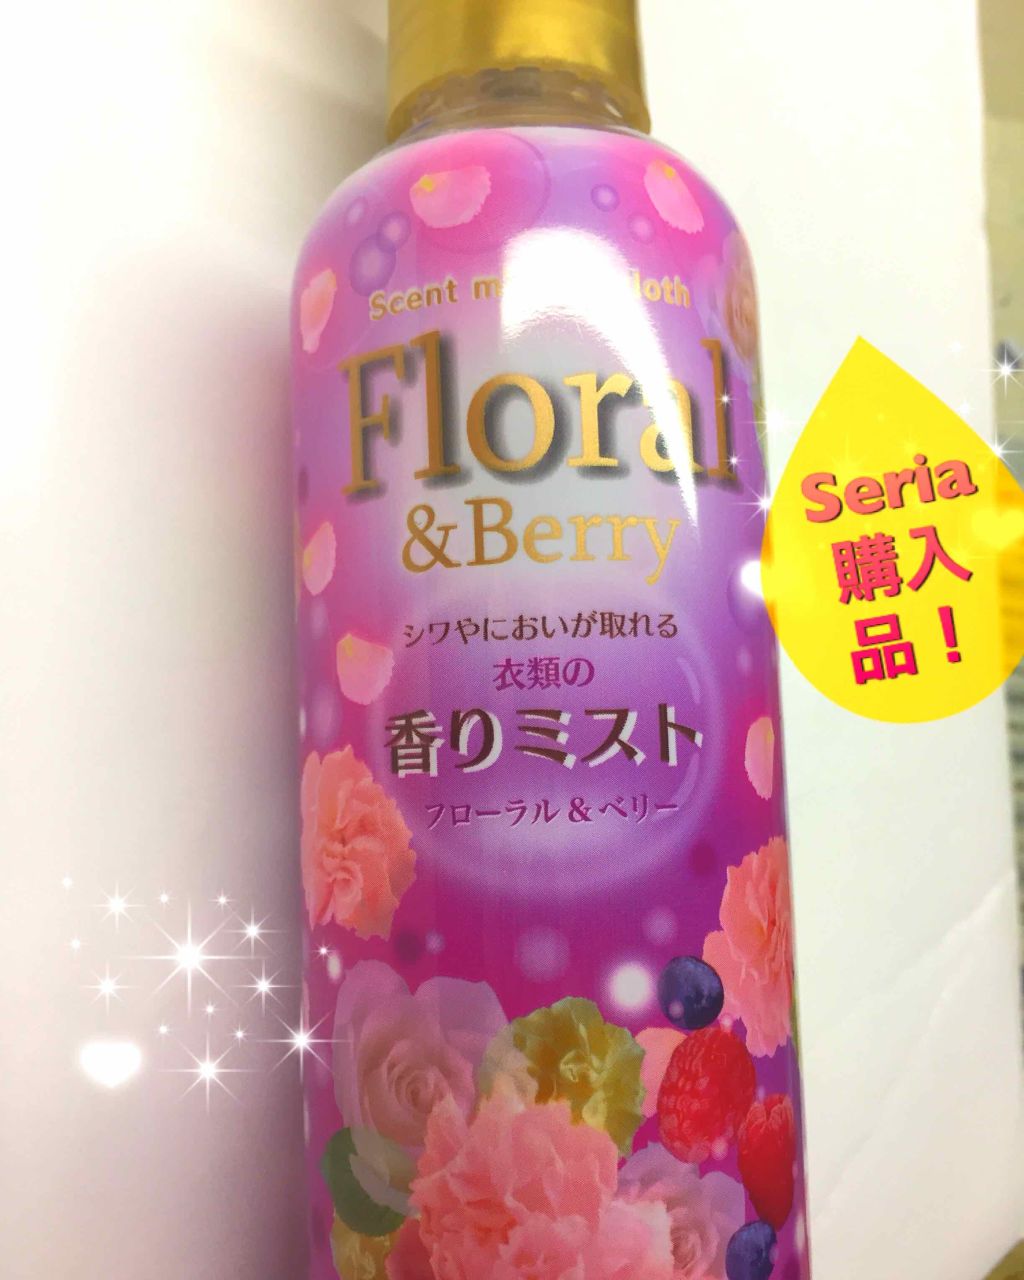 Scent
Floral
&Berry
シワやにおいが取れる
衣類の
香りミスト
フローラル&ベリー
Seria
購入
品！